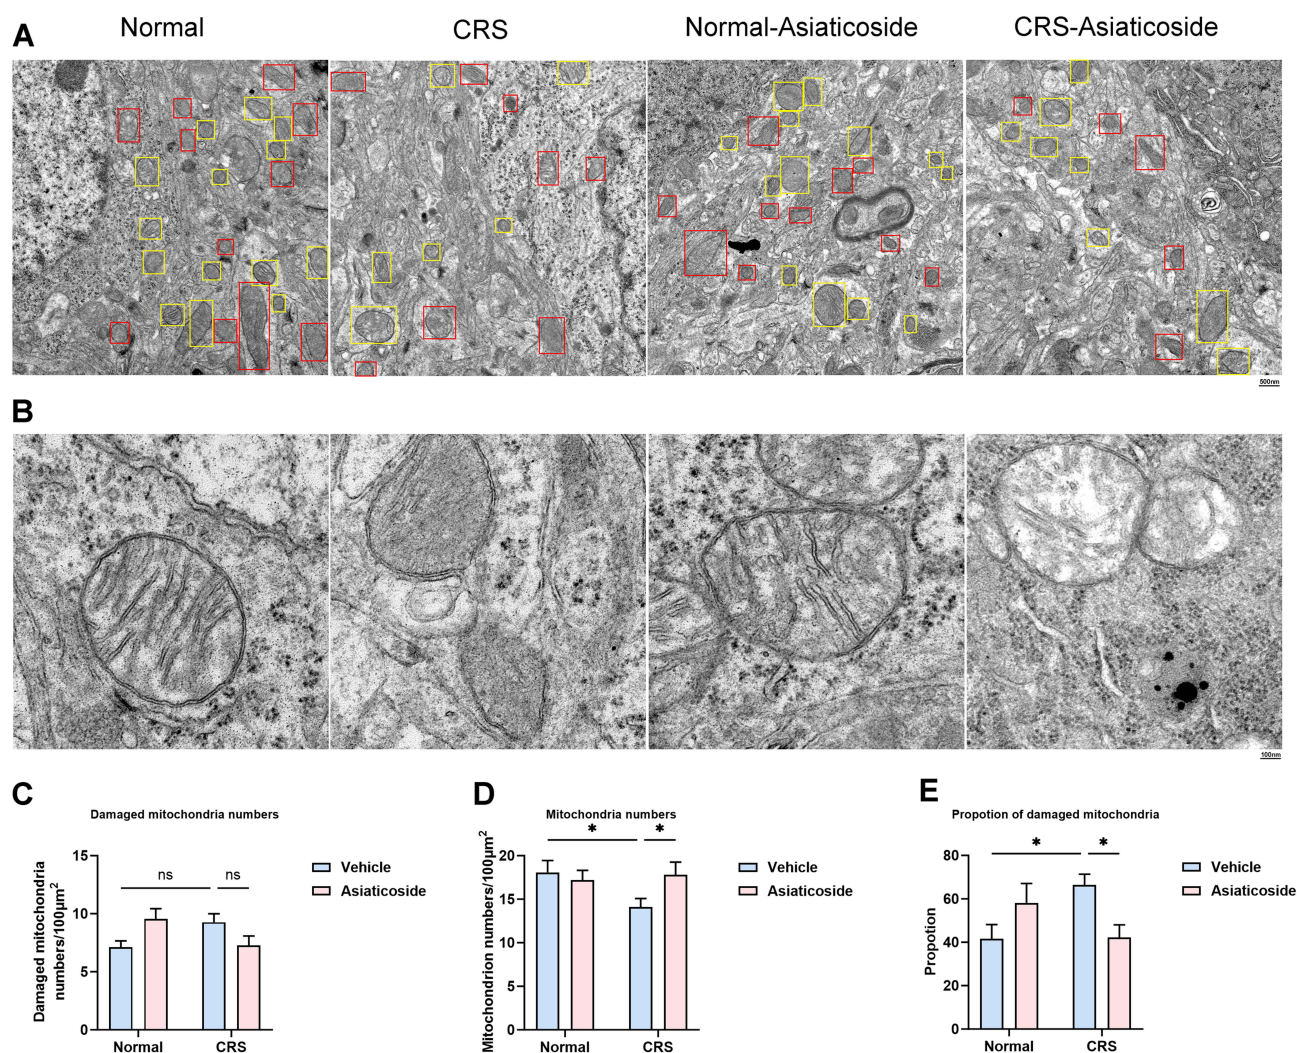 A
Normal
CRS
Normal-Asiaticoside
CRS-Asiaticoside
500nm
B
100nm
C
Damaged mitochondria numbers
Damaged mitochondria
numbers/100μm²
15
10
5
0
ns
ns
Normal
CRS
Vehicle
Asiaticoside
D
Mitochondria numbers
Mitochondrion numbers/100μm²
20
15
10
5
0
*
*
Normal
CRS
Vehicle
Asiaticoside
E
Propotion of damaged mitochondria
Propotion
80
60
40
20
0
*
*
Normal
CRS
Vehicle
Asiaticoside